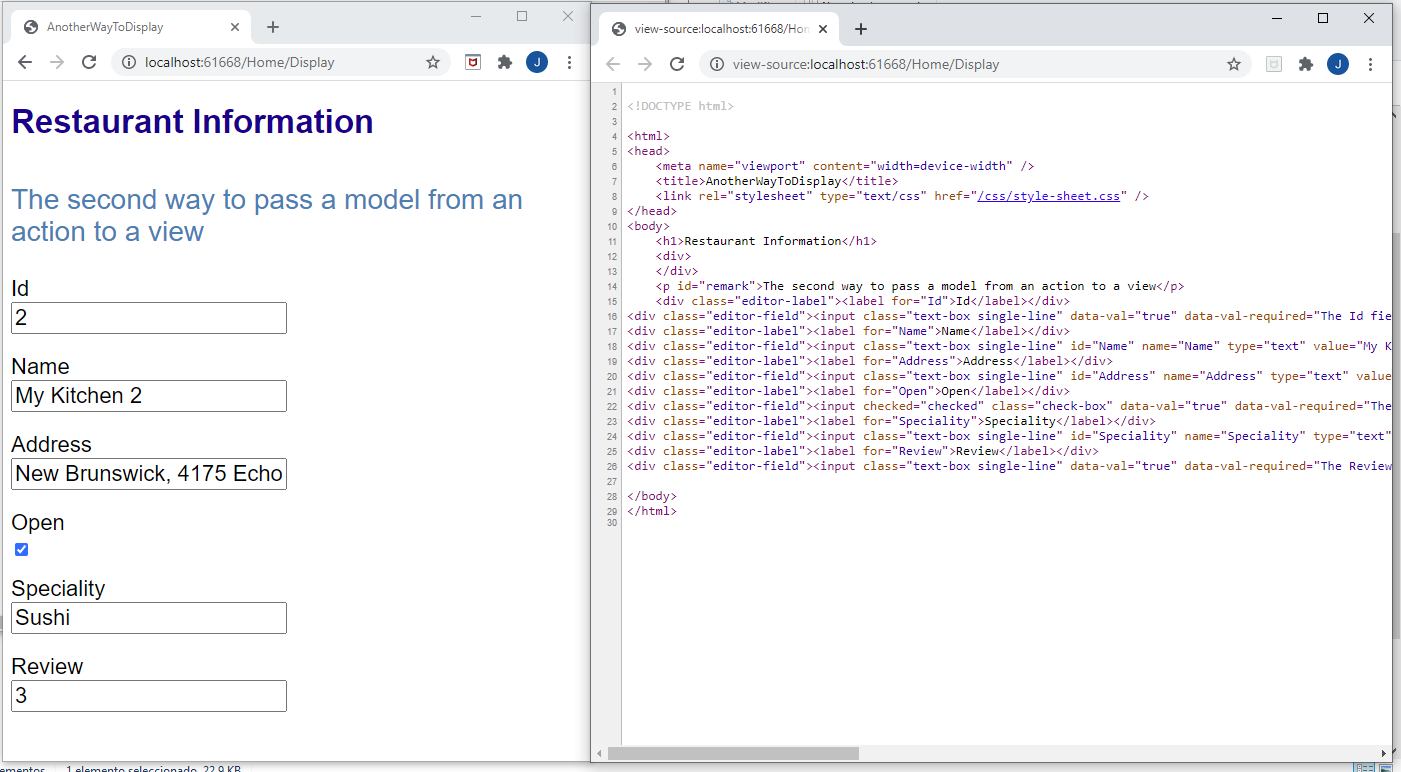 AnotherWayToDisplay
localhost:61668/Home/Display
J
Restaurant Information
The second way to pass a model from an
action to a view
Id
2
Name
My Kitchen 2
Address
New Brunswick, 4175 Echo
Open
Speciality
Sushi
Review
3
view-source:localhost:61668/Hom
view-source:localhost:61668/Home/Display
J
1
2 <!DOCTYPE html>
3
4 <html>
5 <head>
6 <meta name="viewport" content="width=device-width" />
7 <title>AnotherWayToDisplay</title>
8 <link rel="stylesheet" type="text/css" href="/css/style-sheet.css" />
9 </head>
10 <body>
11 <h1>Restaurant Information</h1>
12 <div>
13 </div>
14 <p id="remark">The second way to pass a model from an action to a view</p>
15 <div class="editor-label"><label for="Id">Id</label></div>
16 <div class="editor-field"><input class="text-box single-line" data-val="true" data-val-required="The Id fie
17 <div class="editor-label"><label for="Name">Name</label></div>
18 <div class="editor-field"><input class="text-box single-line" id="Name" name="Name" type="text" value="My K
19 <div class="editor-label"><label for="Address">Address</label></div>
20 <div class="editor-field"><input class="text-box single-line" id="Address" name="Address" type="text" value
21 <div class="editor-label"><label for="Open">Open</label></div>
22 <div class="editor-field"><input checked="checked" class="check-box" data-val="true" data-val-required="The
23 <div class="editor-label"><label for="Speciality">Speciality</label></div>
24 <div class="editor-field"><input class="text-box single-line" id="Speciality" name="Speciality" type="text"
25 <div class="editor-label"><label for="Review">Review</label></div>
26 <div class="editor-field"><input class="text-box single-line" data-val="true" data-val-required="The Review
27
28 </body>
29 </html>
30
ementos 1 elemento seleccionado 22.9 KB